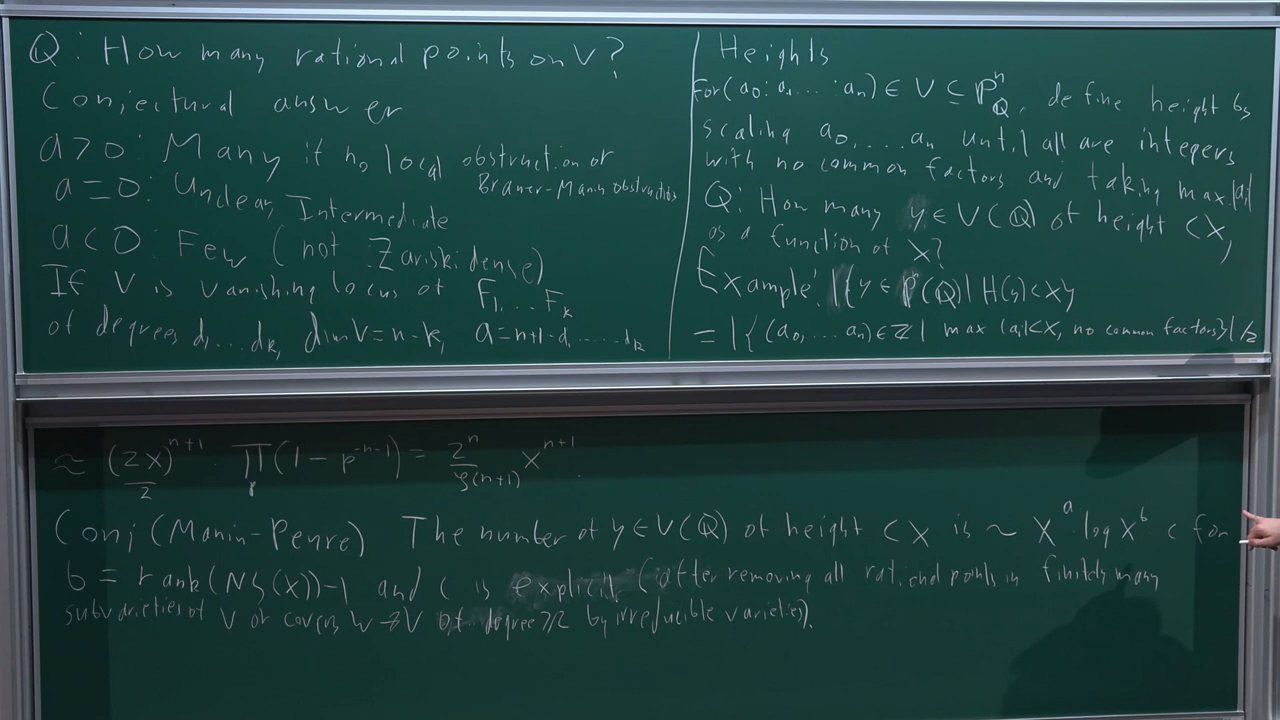 Q: How many rational points on V?
Conjectural answer
a>0: Many if no local obstruction or
Brauer-Manin obstruction
a=0: Unclear, Intermediate
a<0: Few (not Zariski dense)
If V is vanishing locus of F₁,...Fₖ
of degrees d₁...dₖ, dim V=n-k, a=n+1-d₁.....-dₖ
Heights
For (a₀:a₁...:aₙ) ∈ V ⊆ Pⁿ_Q, define height by
scaling a₀,...aₙ until all are integers
with no common factors and taking max|aᵢ|
Q: How many y ∈ V(Q) of height <X,
as a function of X?
Example: |{y ∈ P(Q)| H(y)<X}|
= |{(a₀,...aₙ)∈Z| max |aᵢ|<X, no common factors}|/2
≈ (2X)^{n+1}/2 · ∏_p(1-p^{-n-1}) = 2ⁿ/ζ(n+1) X^{n+1}.
Conj (Manin-Peyre) The number of y ∈ V(Q) of height <X is ~ X^a log X^b c for
b = rank(NS(X))-1 and c is explicit (after removing all rational points in finitely many
subvarieties of V or covers W→V of degree ≥2 by irreducible varieties).